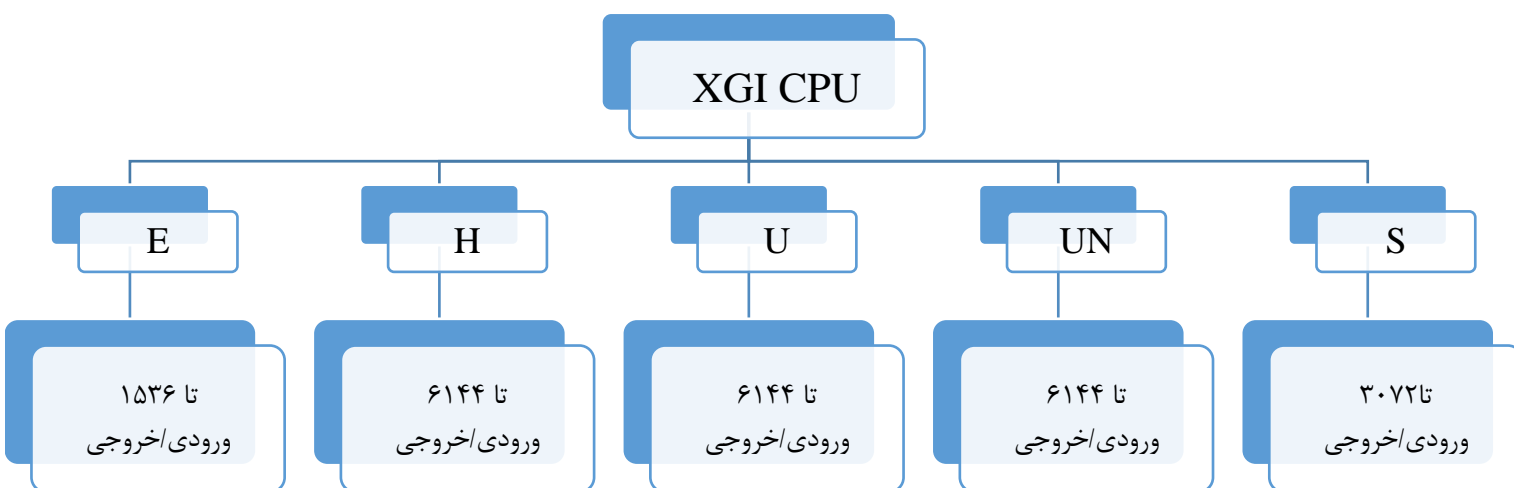 XGI CPU
E
H
U
UN
S
تا ۱۵۳۶
ورودی/خروجی
تا ۶۱۴۴
ورودی/خروجی
تا ۶۱۴۴
ورودی/خروجی
تا ۶۱۴۴
ورودی/خروجی
تا۳۰۷۲
ورودی/خروجی